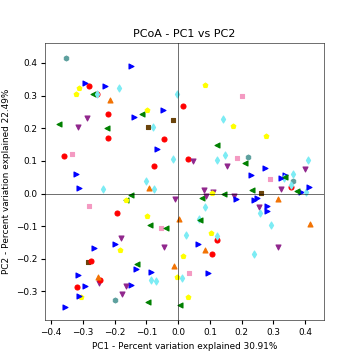 PCoA - PC1 vs PC2
PC2 - Percent variation explained 22.49%
0.4
0.3
0.2
0.1
0.0
−0.1
−0.2
−0.3
−0.4 −0.3 −0.2 −0.1 0.0 0.1 0.2 0.3 0.4
PC1 - Percent variation explained 30.91%